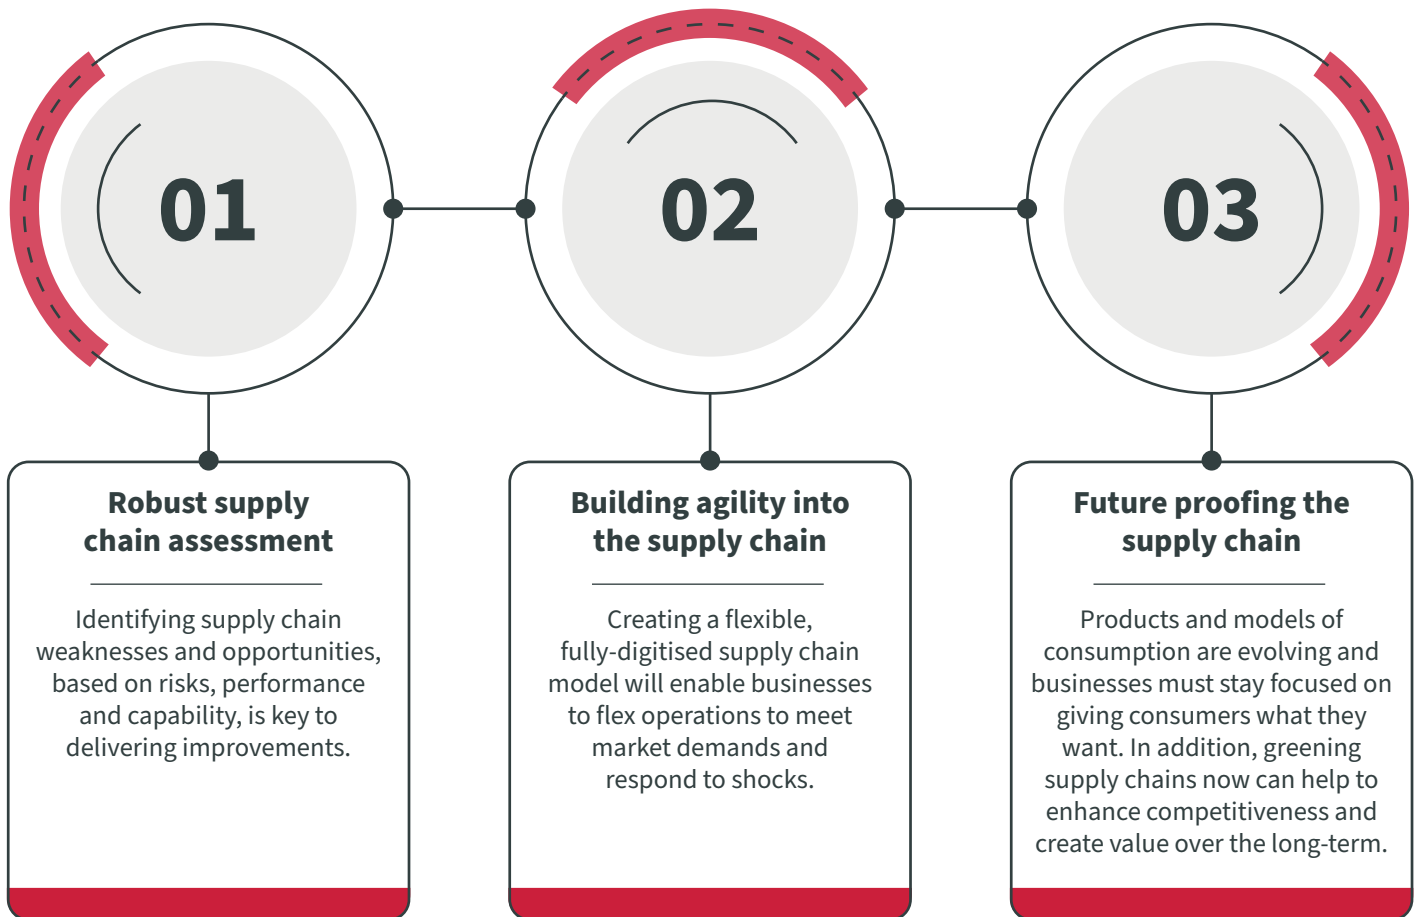 01
02
03
Robust supply
chain assessment
Identifying supply chain
weaknesses and opportunities,
based on risks, performance
and capability, is key to
delivering improvements.
Building agility into
the supply chain
Creating a flexible,
fully-digitised supply chain
model will enable businesses
to flex operations to meet
market demands and
respond to shocks.
Future proofing the
supply chain
Products and models of
consumption are evolving and
businesses must stay focused on
giving consumers what they
want. In addition, greening
supply chains now can help to
enhance competitiveness and
create value over the long-term.